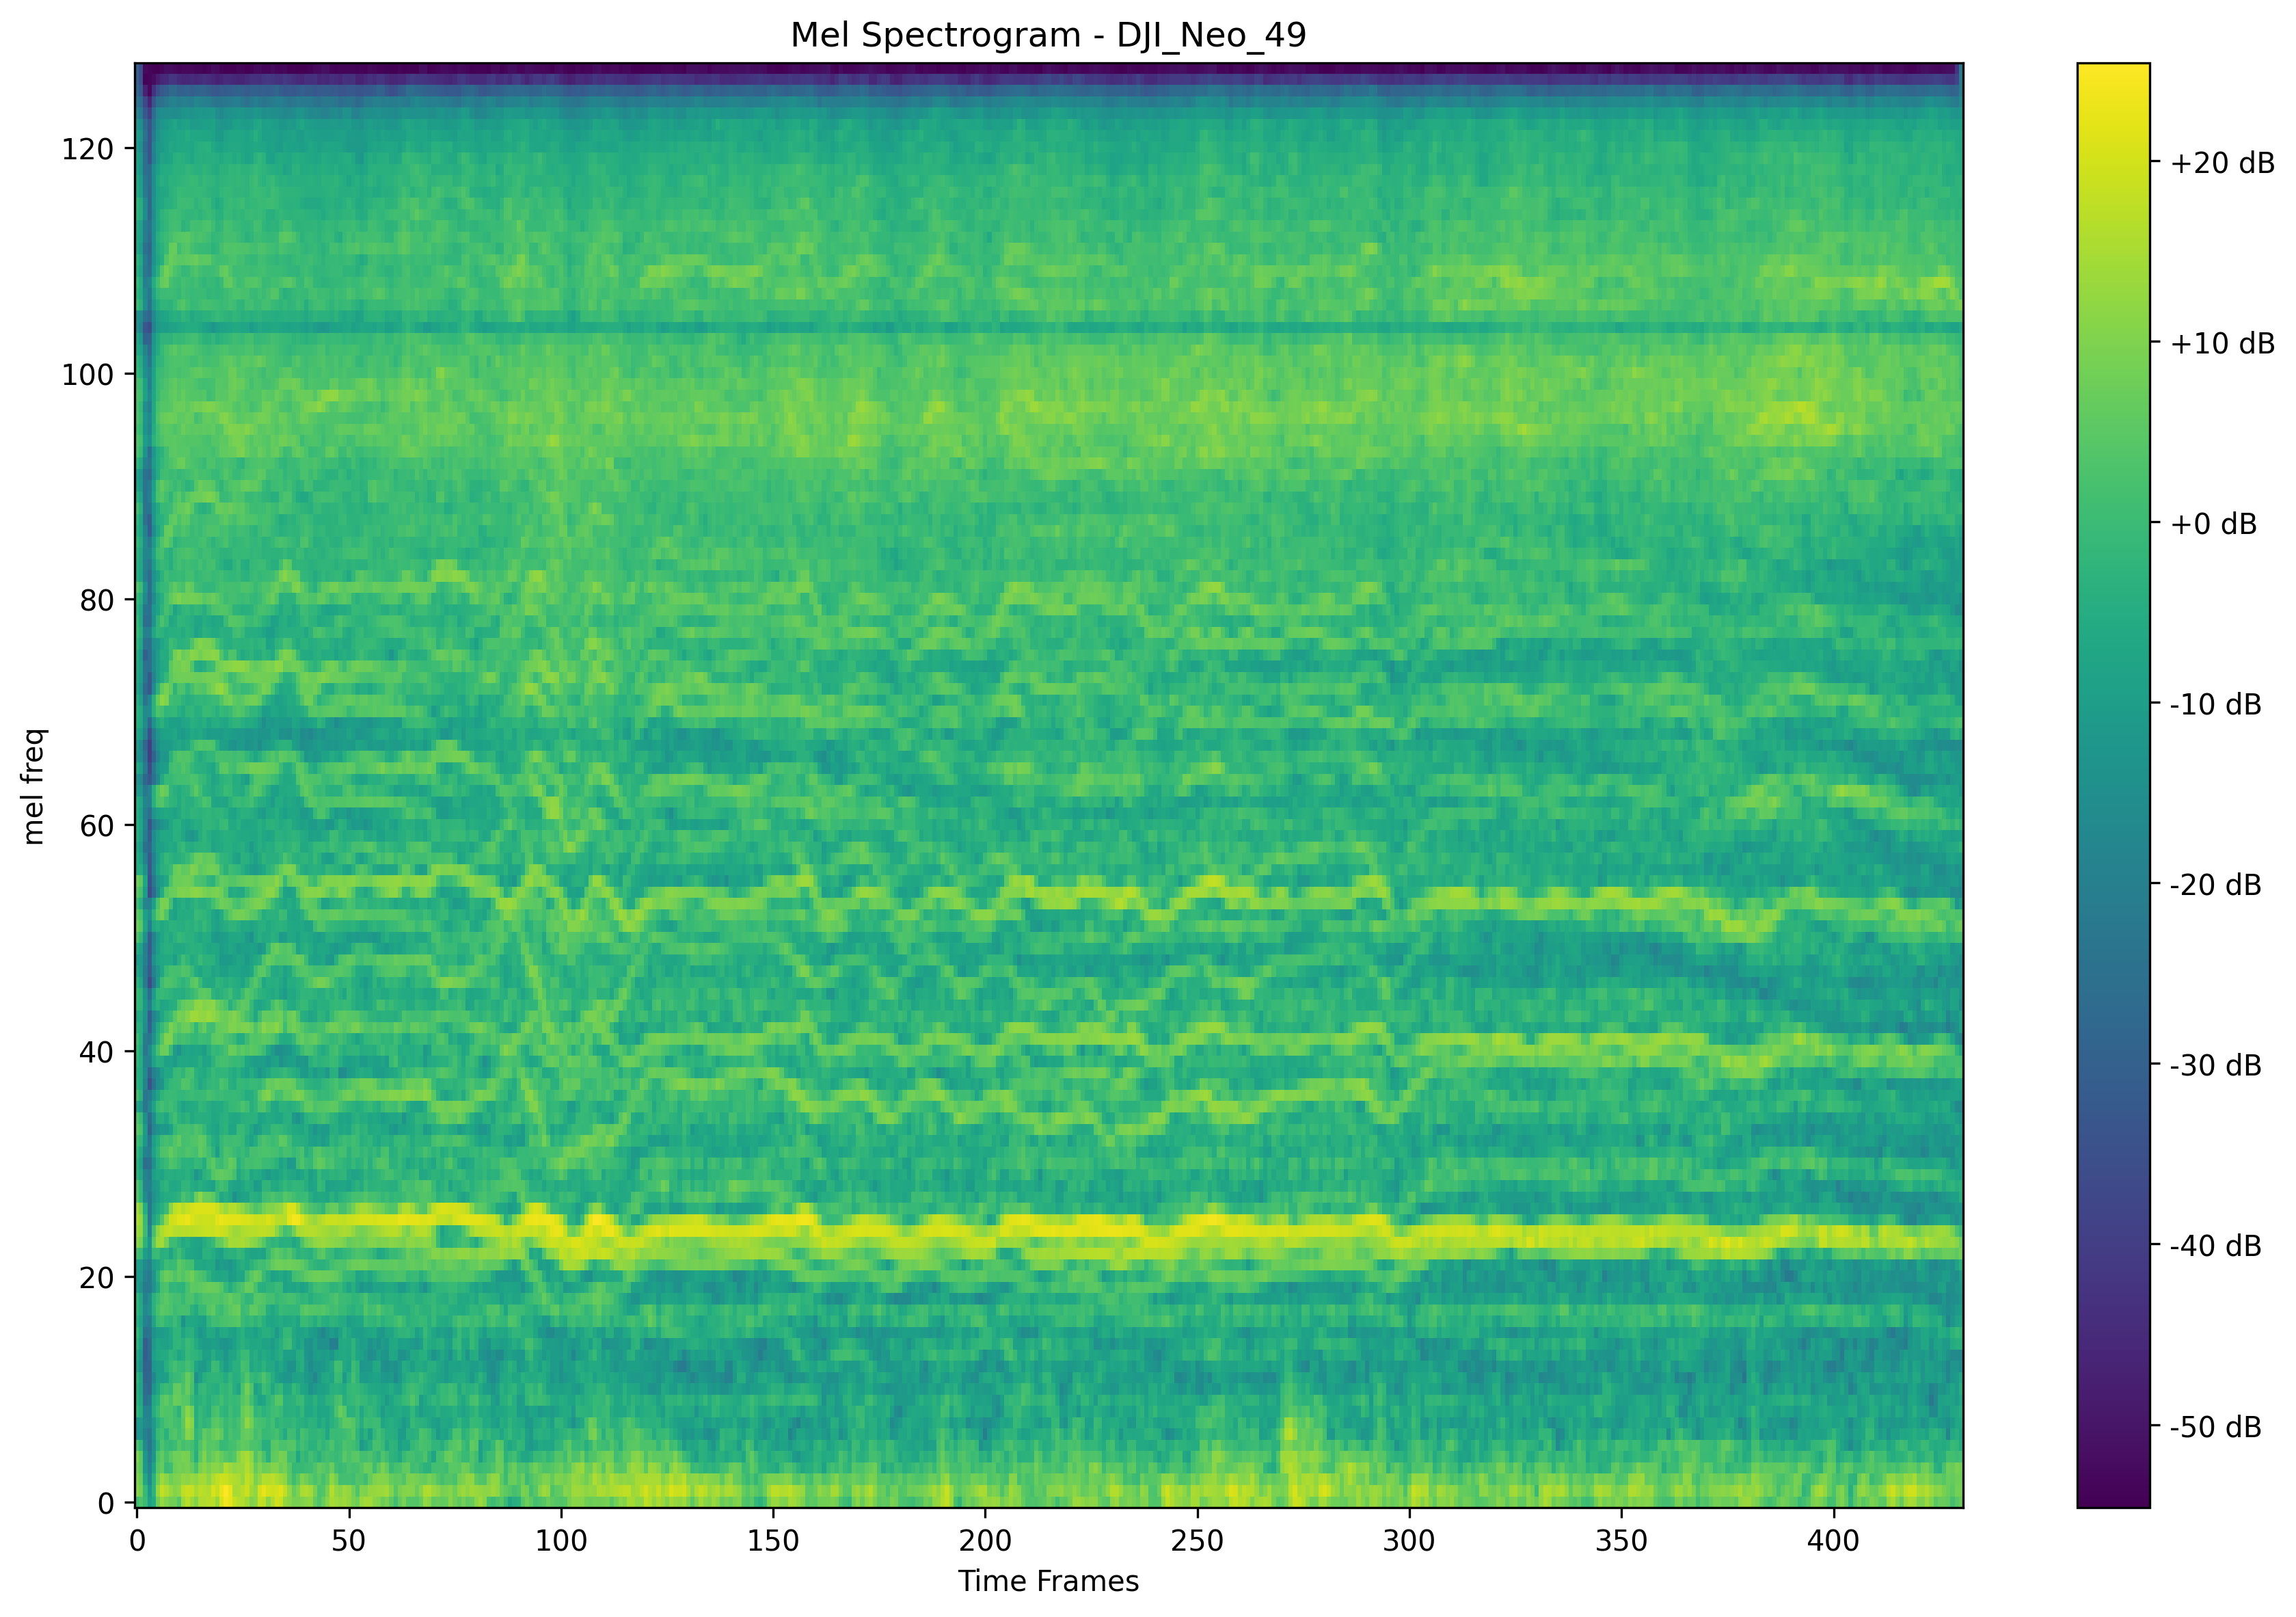 Mel Spectrogram - DJI_Neo_49
mel freq
120
100
80
60
40
20
0
0 50 100 150 200 250 300 350 400
Time Frames
+20 dB
+10 dB
+0 dB
-10 dB
-20 dB
-30 dB
-40 dB
-50 dB